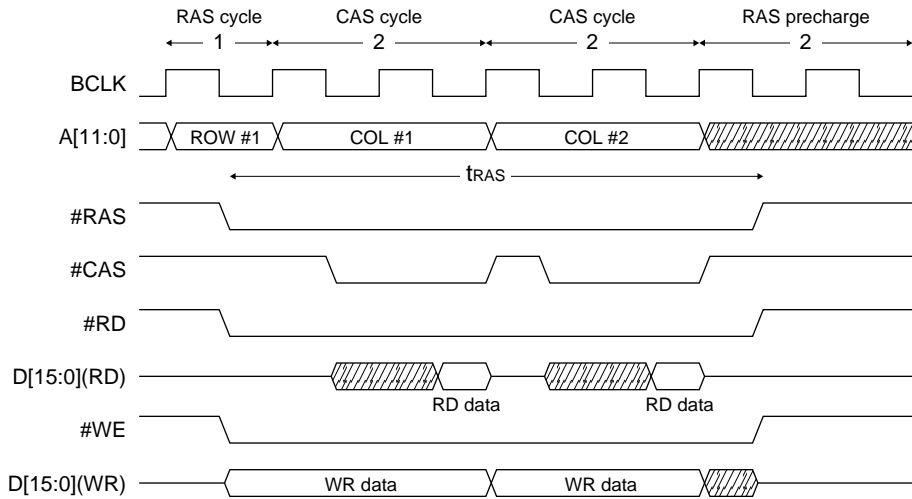 RAS cycle CAS cycle CAS cycle RAS precharge
1 2 2 2
BCLK
A[11:0] ROW #1 COL #1 COL #2
tRAS
#RAS
#CAS
#RD
D[15:0](RD)
RD data RD data
#WE
D[15:0](WR) WR data WR data